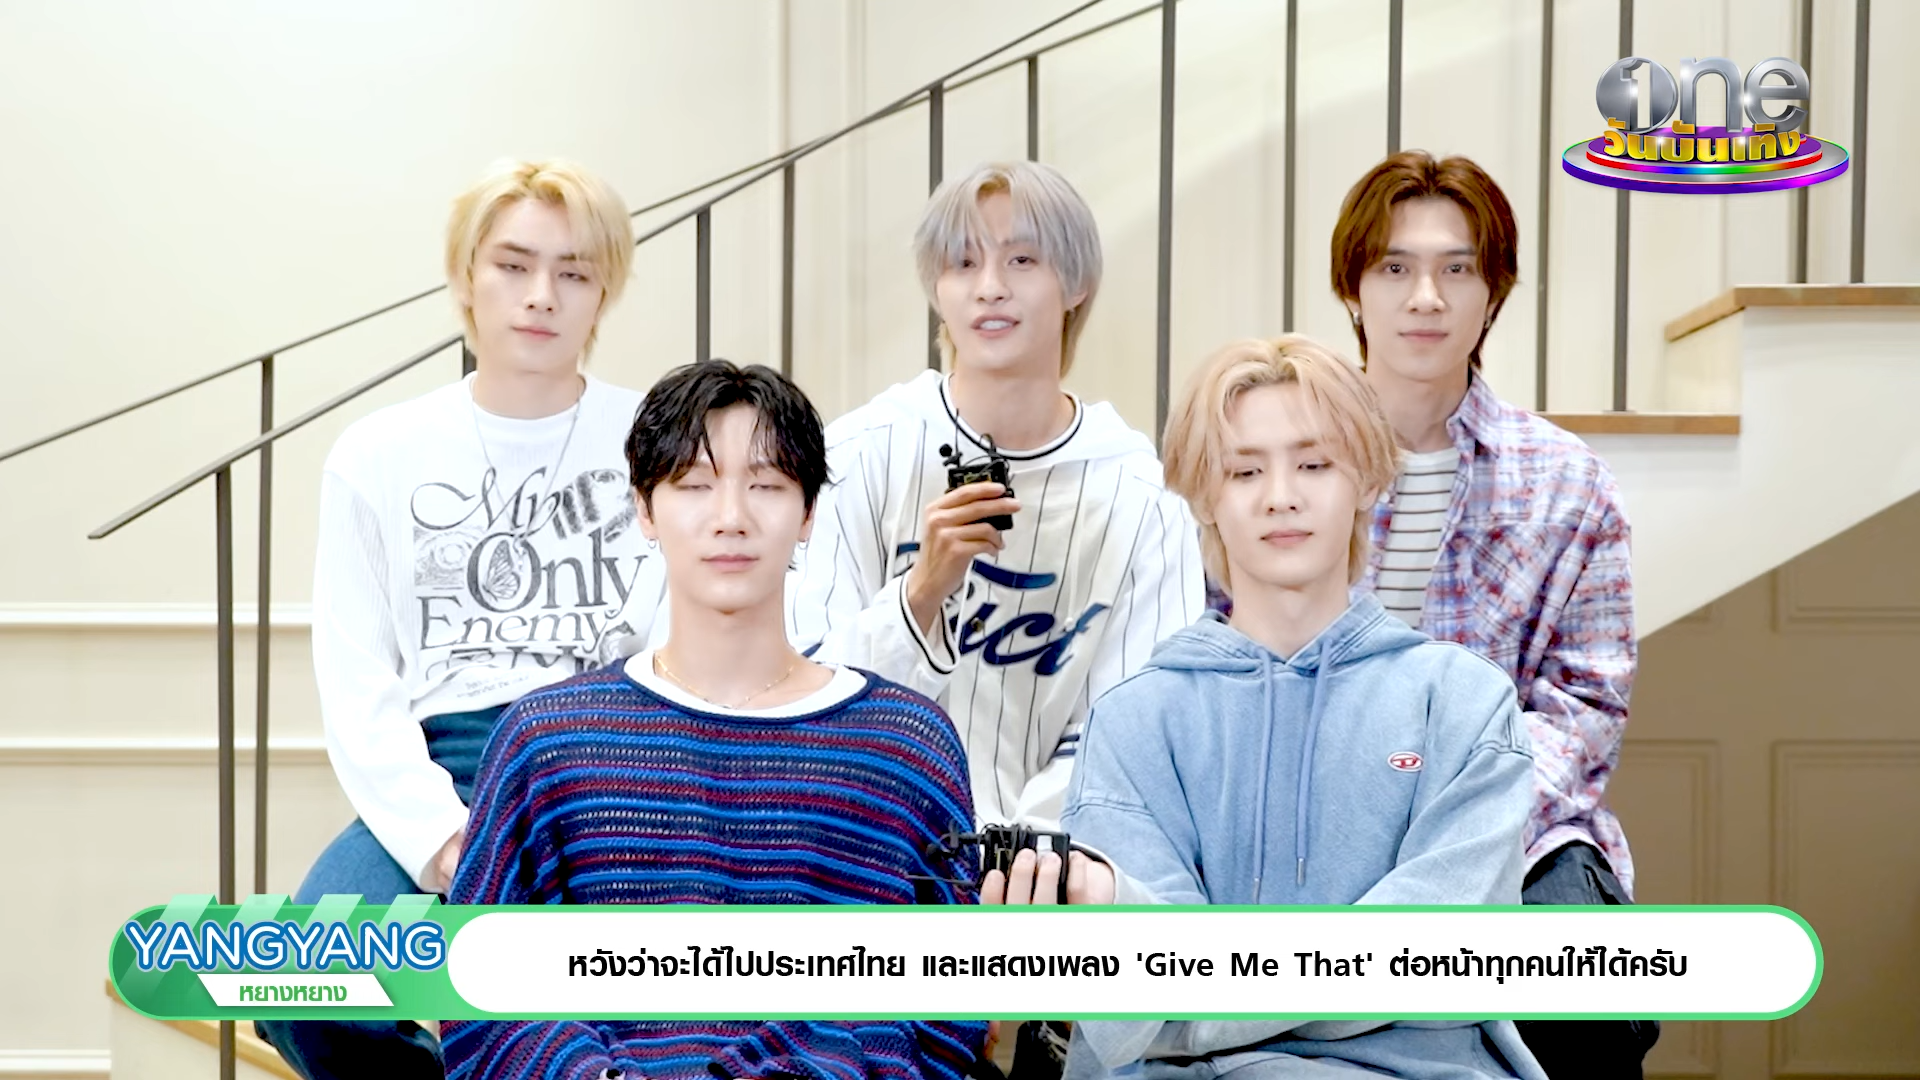 one
วันบันเทิง
My
Only
Enemy
YANGYANG
หยางหยาง
หวังว่าจะได้ไปประเทศไทย และแสดงเพลง 'Give Me That' ต่อหน้าทุกคนให้ได้ครับ